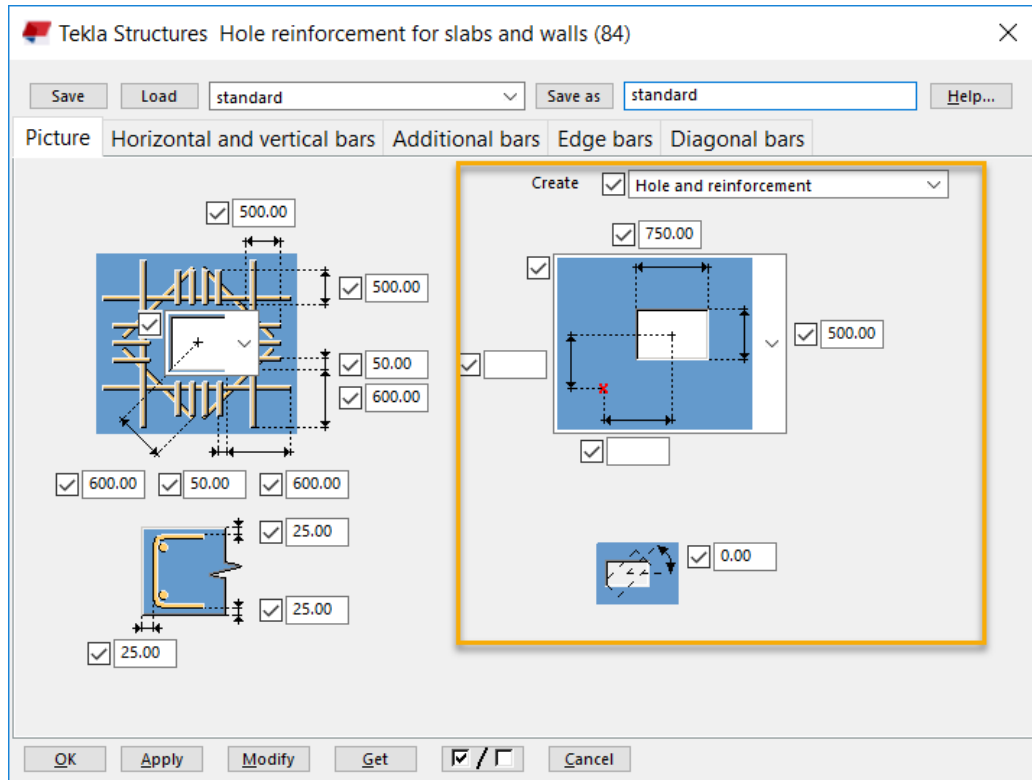 Tekla Structures Hole reinforcement for slabs and walls (84)
Save Load standard Save as standard Help...
Picture Horizontal and vertical bars Additional bars Edge bars Diagonal bars
Create Hole and reinforcement
500.00
750.00
500.00
500.00
50.00
600.00
600.00 50.00 600.00
25.00
0.00
25.00
25.00
OK Apply Modify Get / Cancel